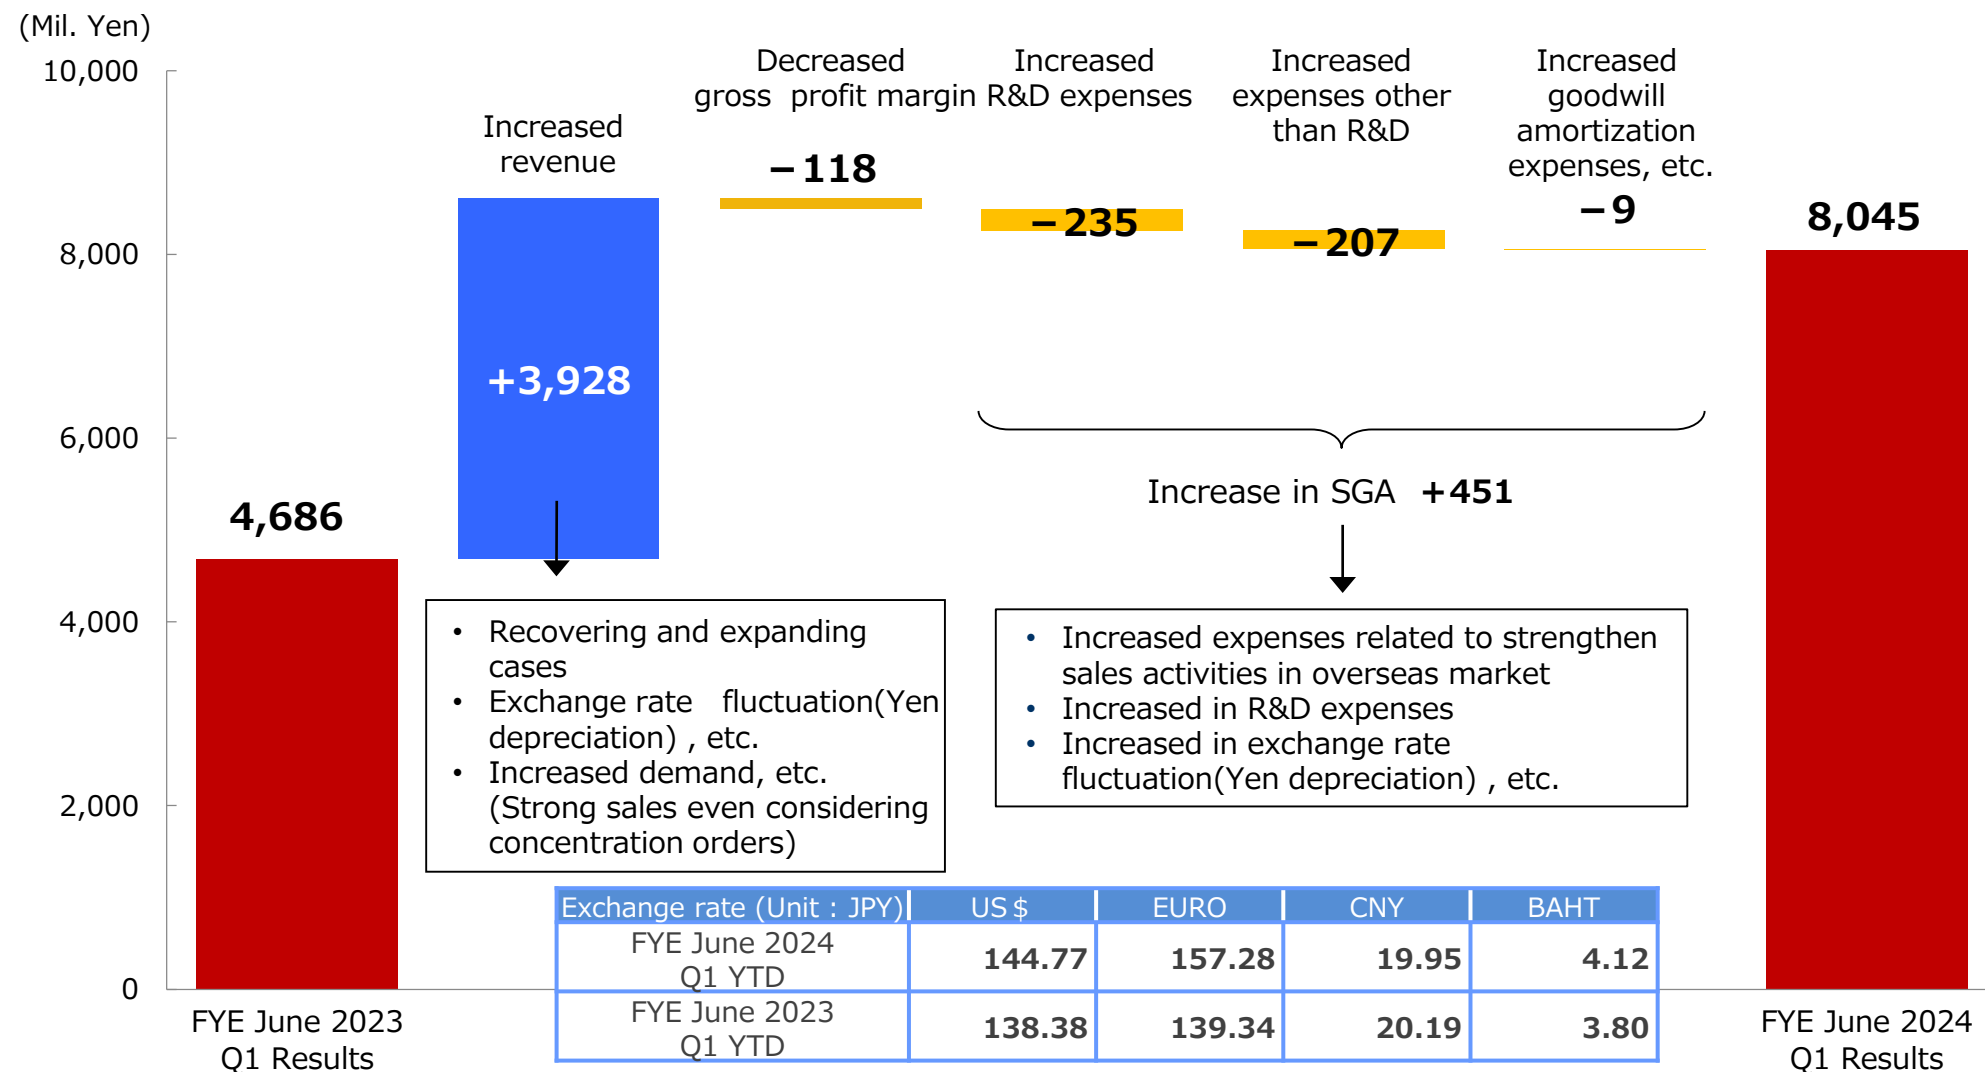 (Mil. Yen)
10,000
8,000
6,000
4,000
2,000
0
4,686
FYE June 2023
Q1 Results
Increased
revenue
+3,928
Decreased
gross profit margin
−118
Increased
R&D expenses
−235
Increased
expenses other
than R&D
−207
Increased
goodwill
amortization
expenses, etc.
−9
8,045
FYE June 2024
Q1 Results
Increase in SGA +451
• Recovering and expanding
cases
• Exchange rate fluctuation(Yen
depreciation) , etc.
• Increased demand, etc.
(Strong sales even considering
concentration orders)
• Increased expenses related to strengthen
sales activities in overseas market
• Increased in R&D expenses
• Increased in exchange rate
fluctuation(Yen depreciation) , etc.
Exchange rate (Unit : JPY) US$ EURO CNY BAHT
FYE June 2024
Q1 YTD
144.77 157.28 19.95 4.12
FYE June 2023
Q1 YTD
138.38 139.34 20.19 3.80